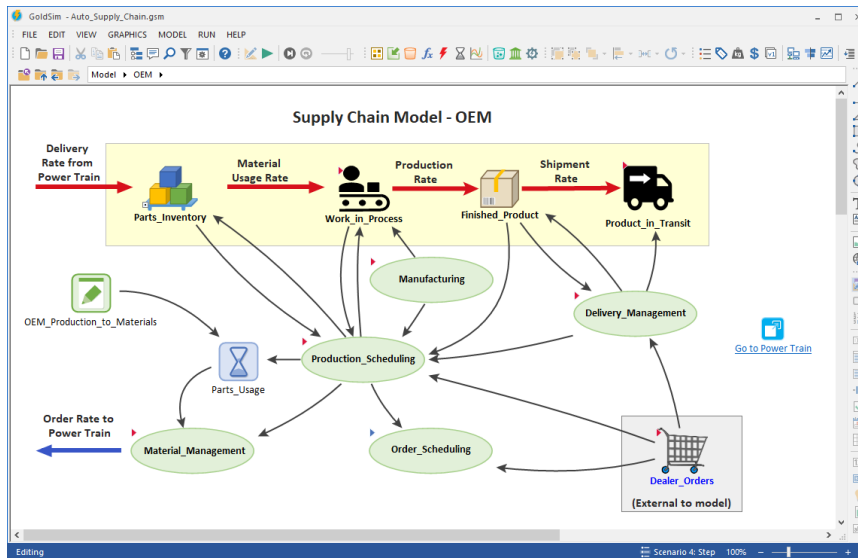 GoldSim - Auto_Supply_Chain.gsm
FILE EDIT VIEW GRAPHICS MODEL RUN HELP
Model OEM
Supply Chain Model - OEM
Delivery
Rate from
Power Train
Material
Usage Rate
Production
Rate
Shipment
Rate
Parts_Inventory
Work_in_Process
Finished_Product
Product_in_Transit
Manufacturing
OEM_Production_to_Materials
Delivery_Management
Go to Power Train
Production_Scheduling
Parts_Usage
Order Rate to
Power Train
Material_Management
Order_Scheduling
Dealer_Orders
(External to model)
Editing
Scenario 4: Step 100%